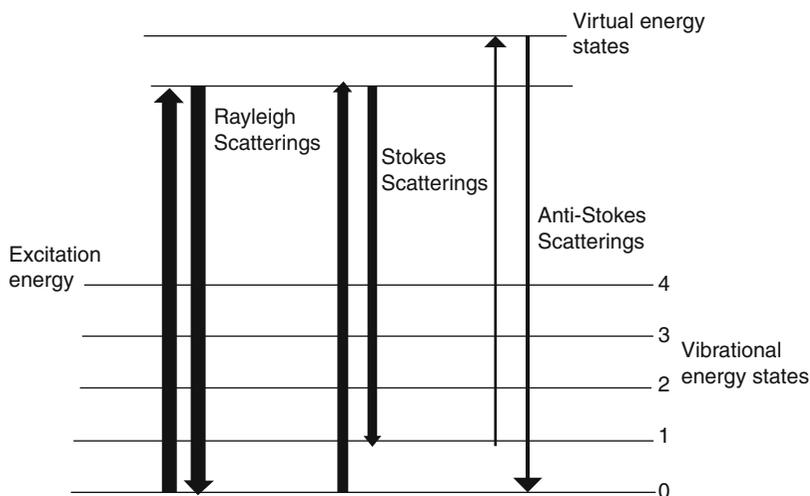 Virtual energy
states
Rayleigh
Scatterings
Stokes
Scatterings
Anti-Stokes
Scatterings
Excitation
energy
4
3
Vibrational
energy states
2
1
0